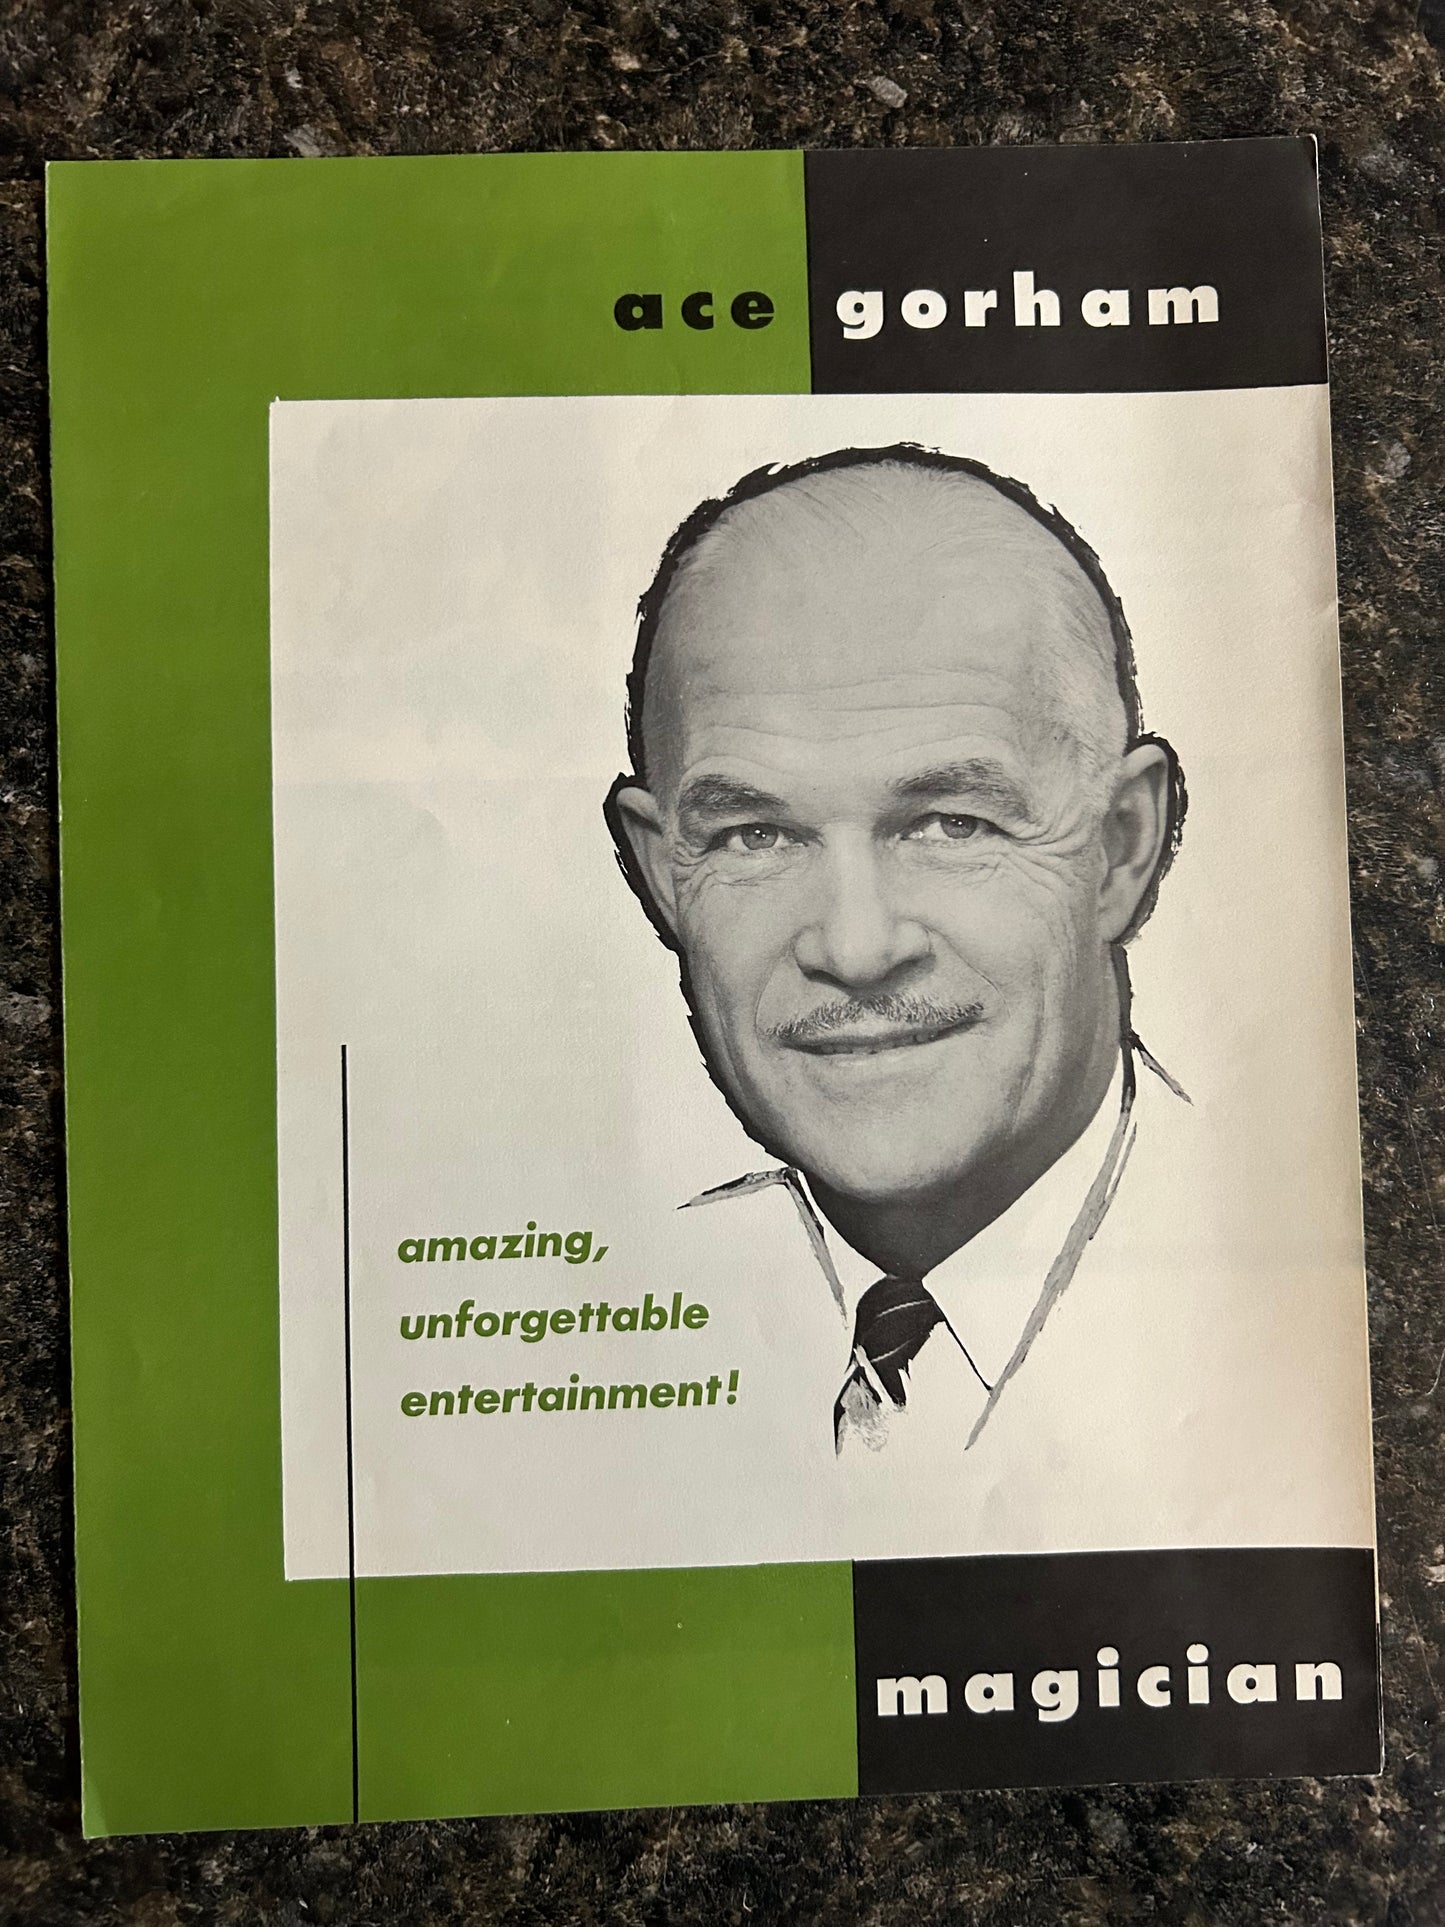 ace gorham
amazing,
unforgettable
entertainment!
magician